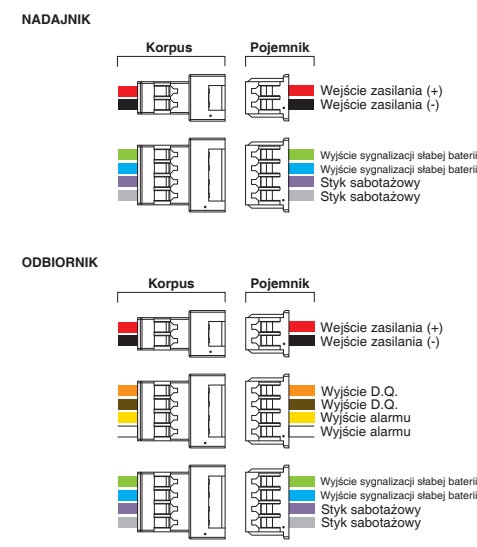 NADAJNIK
Korpus Pojemnik
Wejście zasilania (+)
Wejście zasilania (-)
Wyjście sygnalizacji słabej baterii
Wyjście sygnalizacji słabej baterii
Styk sabotażowy
Styk sabotażowy
ODBIORNIK
Korpus Pojemnik
Wejście zasilania (+)
Wejście zasilania (-)
Wyjście D.Q.
Wyjście D.Q.
Wyjście alarmu
Wyjście alarmu
Wyjście sygnalizacji słabej baterii
Wyjście sygnalizacji słabej baterii
Styk sabotażowy
Styk sabotażowy